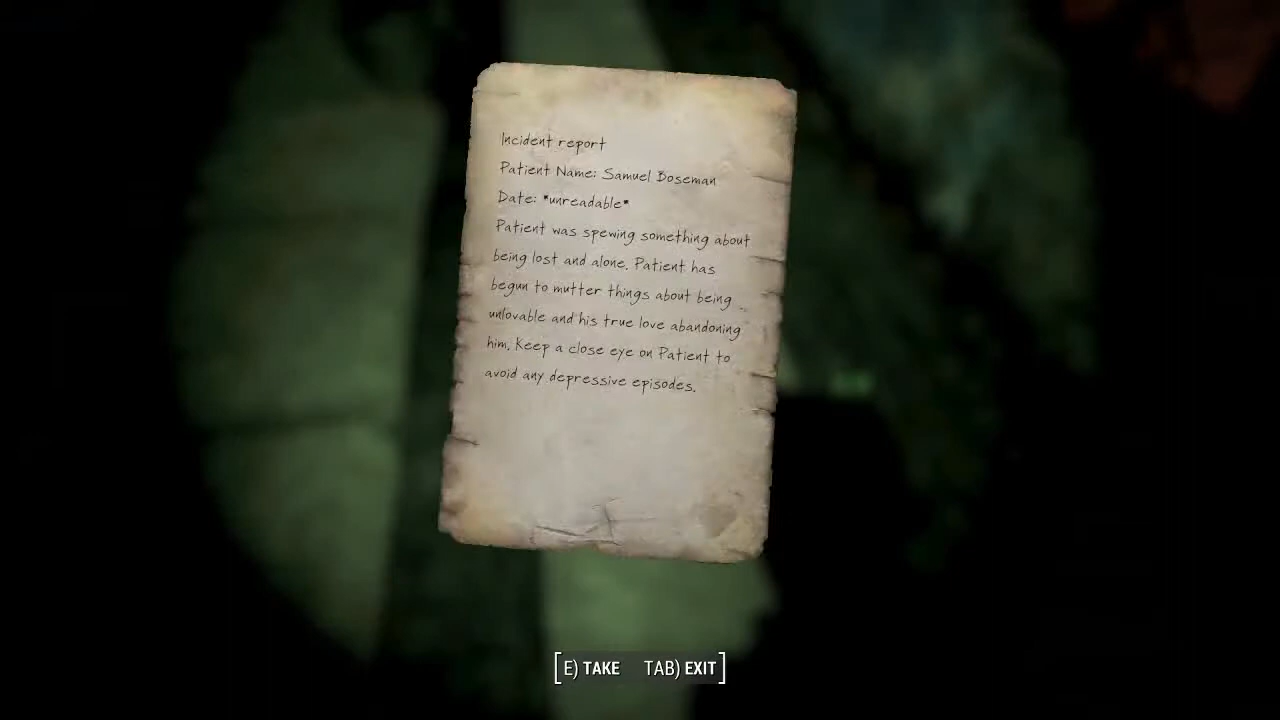 Incident report
Patient Name: Samuel Boseman
Date: *unreadable*
Patient was spewing something about
being lost and alone. Patient has
begun to mutter things about being
unlovable and his true love abandoning
him. Keep a close eye on Patient to
avoid any depressive episodes.
[E) TAKE TAB) EXIT]